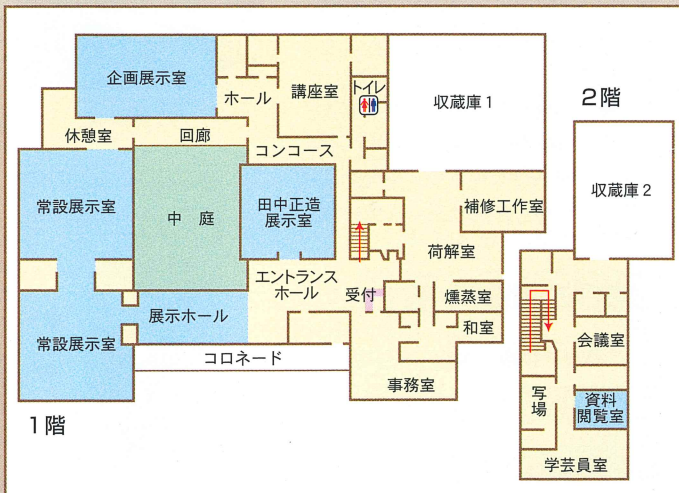 企画展示室
ホール
講座室
トイレ
収蔵庫1
2階
休憩室
回廊
コンコース
収蔵庫2
常設展示室
中庭
田中正造
展示室
補修工作室
荷解室
エントランス
ホール
受付
燻蒸室
展示ホール
和室
会議室
常設展示室
コロネード
事務室
写場
資料
閲覧室
1階
学芸員室